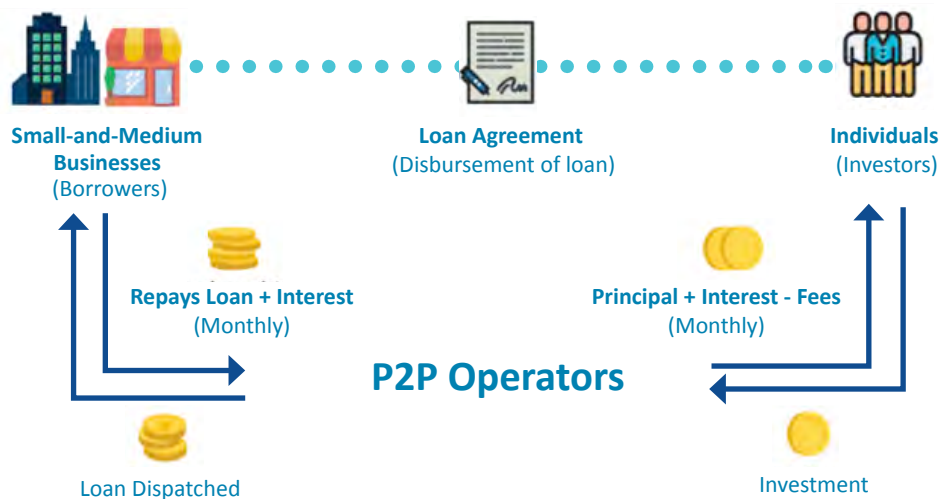 Small-and-Medium
Businesses
(Borrowers)
Loan Agreement
(Disbursement of loan)
Individuals
(Investors)
Repays Loan + Interest
(Monthly)
Principal + Interest - Fees
(Monthly)
P2P Operators
Loan Dispatched
Investment